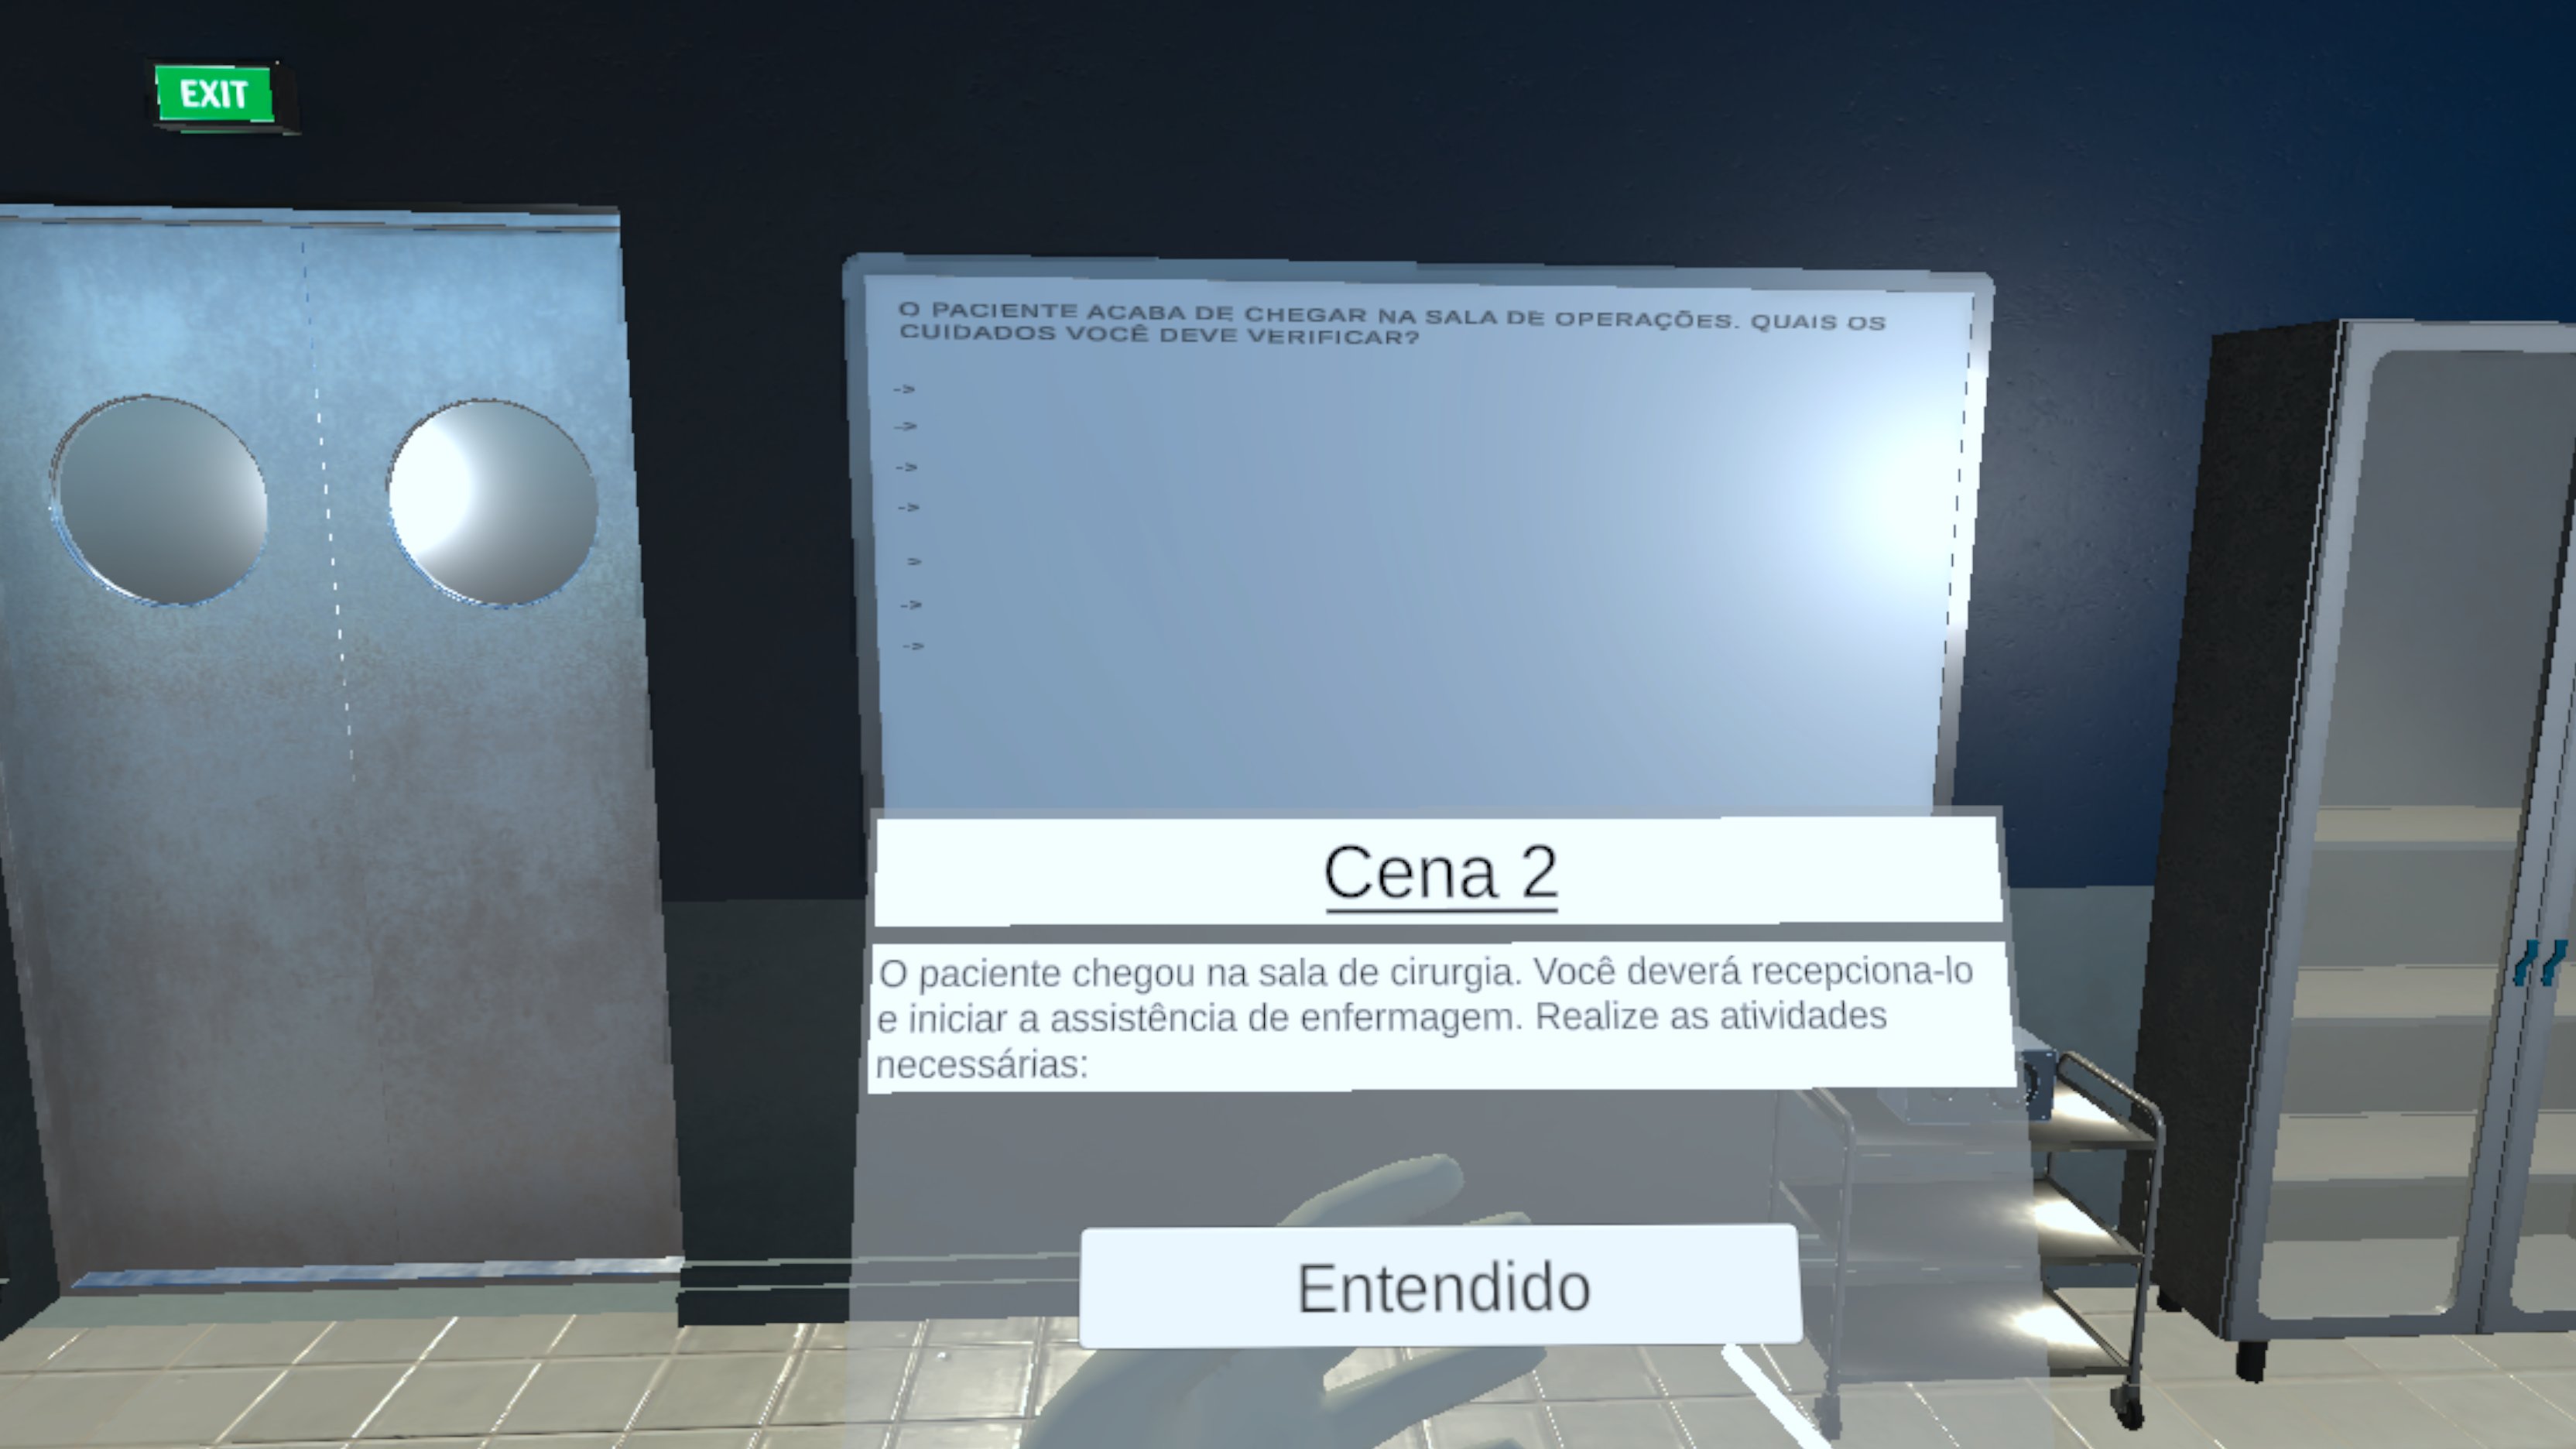 EXIT
O PACIENTE ACABA DE CHEGAR NA SALA DE OPERAÇÕES. QUAIS OS
CUIDADOS VOCÊ DEVE VERIFICAR?
->
->
->
->
>
->
->
Cena 2
O paciente chegou na sala de cirurgia. Você deverá recepciona-lo
e iniciar a assistência de enfermagem. Realize as atividades
necessárias:
Entendido